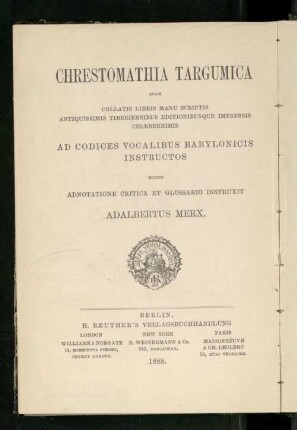 CHRESTOMATHIA TARGUMICA
QUAM
COLLATIS LIBRIS MANU SCRIPTIS
ANTIQUISSIMIS TIBERIENSIBUS EDITIONIBUSQUE IMPRESSIS
CELEBERRIMIS
AD CODICES VOCALIBUS BABYLONICIS
INSTRUCTOS
EDIDIT
ADNOTATIONE CRITICA ET GLOSSARIO INSTRUXIT
ADALBERTUS MERX.
BERLIN,
H. REUTHER'S VERLAGSBUCHHANDLUNG
LONDON NEW YORK PARIS
WILLIAMS & NORGATE B. WESTERMANN & Co. MAISONNEUVE
14, HENRIETTA STREET, 838, BROADWAY. & CH. LECLERC
COVENT GARDEN. 25, QUAI VOLTAIRE.
1888.